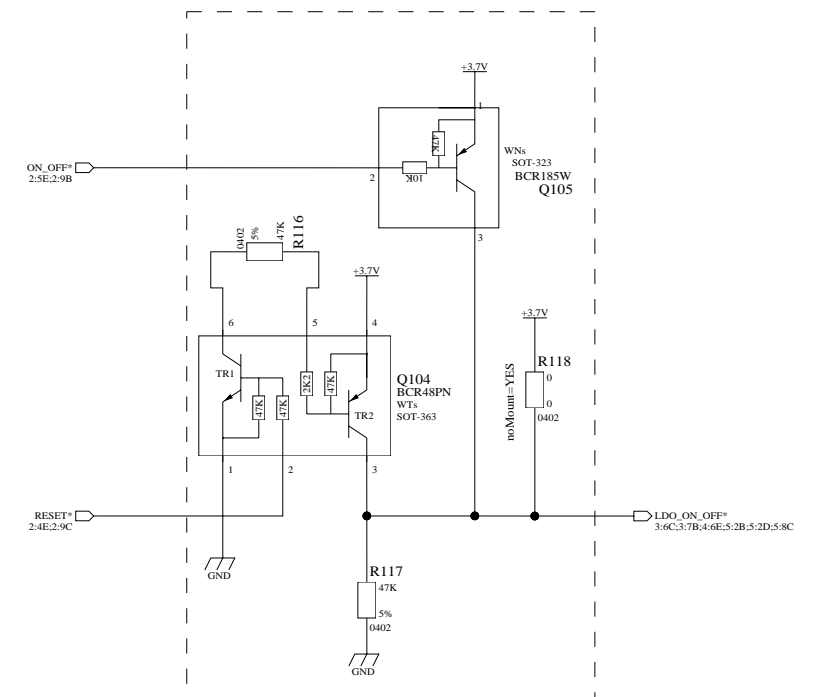 +3.7V
1
47K
WNs
SOT-323
BCR185W
Q105
ON_OFF*
2:5E;2:9B
2
10K
3
0402
5%
47K
R116
+3.7V
6
5
4
+3.7V
R118
noMount=YES
0
0
0402
TR1
47K
47K
2K2
47K
TR2
Q104
BCR48PN
WTs
SOT-363
1
2
3
RESET*
2:4E;2:9C
LDO_ON_OFF*
3:6C;3:7B;4:6E;5:2B;5:2D;5:8C
GND
R117
47K
5%
0402
GND